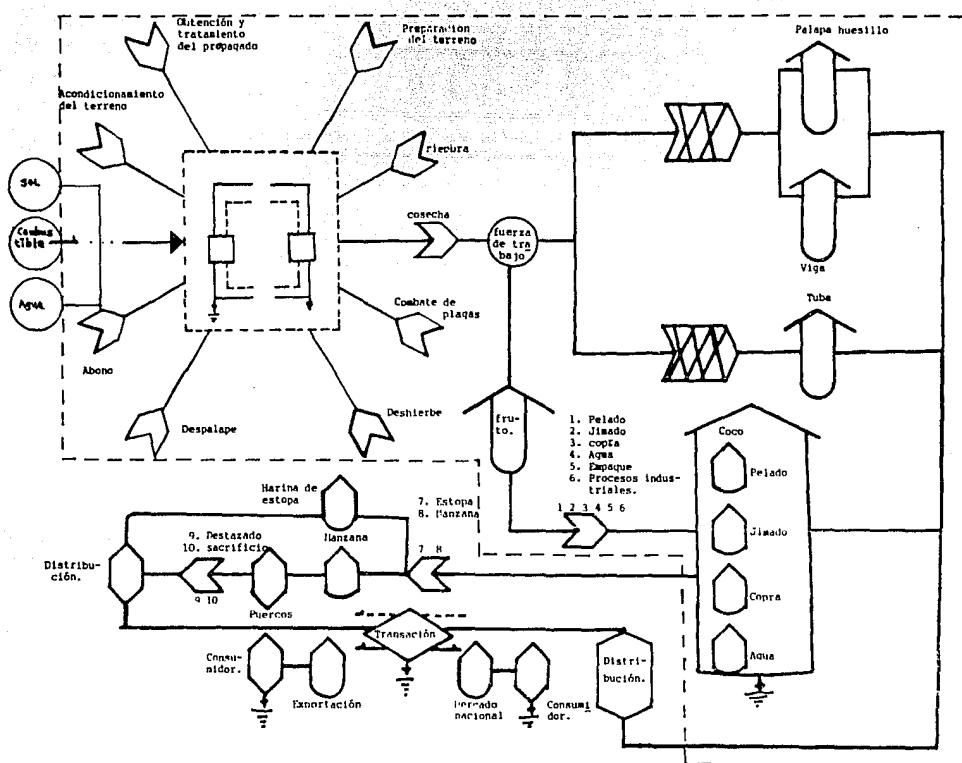 Obtención y
tratamiento
del propagado
Preparación
del terreno
Palapa huesillo
Acondicionamiento
del terreno
Sol
Combus
tible
Agua
cosecha
fuerza
de tra
bajo
Viga
Tuba
Combate de
plagas
Abono
Despalape
Deshierbe
fru-
to.
1. Pelado
2. Jimado
3. copra
4. Agua
5. Empaque
6. Procesos indus-
triales.
Coco
Pelado
Jimado
Copra
Agua
1 2 3 4 5 6
Harina de
estopa
7. Estopa
8. Manzana
9. Destazado
10. sacrificio
Manzana
7 8
Distribu-
ción.
9 10
Puercos
Transación
Consu-
midor.
Exportación
Mercado
nacional
Consumi
dor.
Distri-
bución.